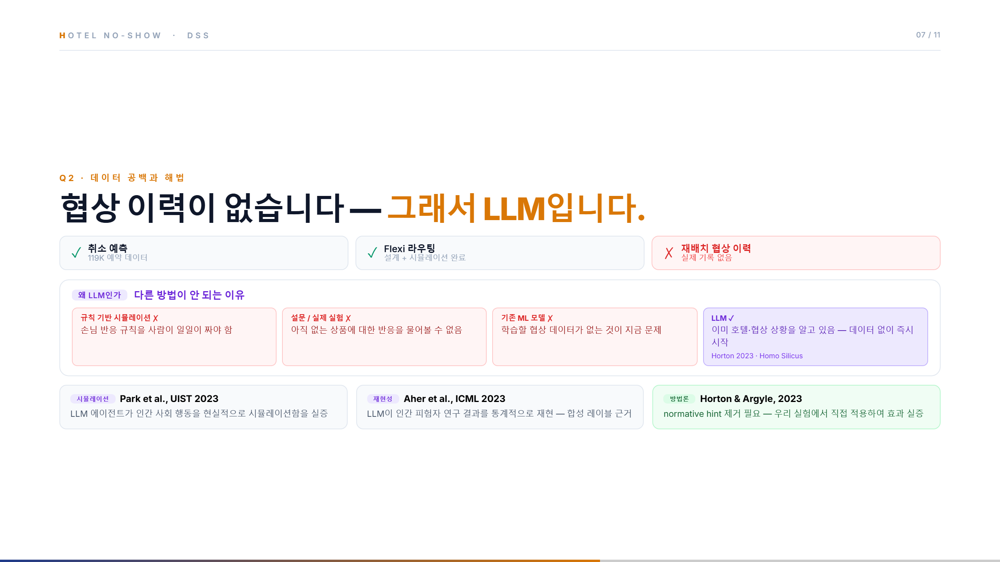 HOTEL NO-SHOW · DSS
07 / 11
Q2 · 데이터 공백과 해법
협상 이력이 없습니다 — 그래서 LLM입니다.
✓ 취소 예측
119K 예약 데이터
✓ Flexi 라우팅
설계 + 시뮬레이션 완료
✗ 재배치 협상 이력
실제 기록 없음
왜 LLM인가 다른 방법이 안 되는 이유
규칙 기반 시뮬레이션 ✗
손님 반응 규칙을 사람이 일일이 짜야 함
설문 / 실제 실험 ✗
아직 없는 상품에 대한 반응을 물어볼 수 없음
기존 ML 모델 ✗
학습할 협상 데이터가 없는 것이 지금 문제
LLM ✓
이미 호텔·협상 상황을 알고 있음 — 데이터 없이 즉시
시작
Horton 2023 · Homo Silicus
시뮬레이션 Park et al., UIST 2023
LLM 에이전트가 인간 사회 행동을 현실적으로 시뮬레이션함을 실증
재현성 Aher et al., ICML 2023
LLM이 인간 피험자 연구 결과를 통계적으로 재현 — 합성 레이블 근거
방법론 Horton & Argyle, 2023
normative hint 제거 필요 — 우리 실험에서 직접 적용하여 효과 실증